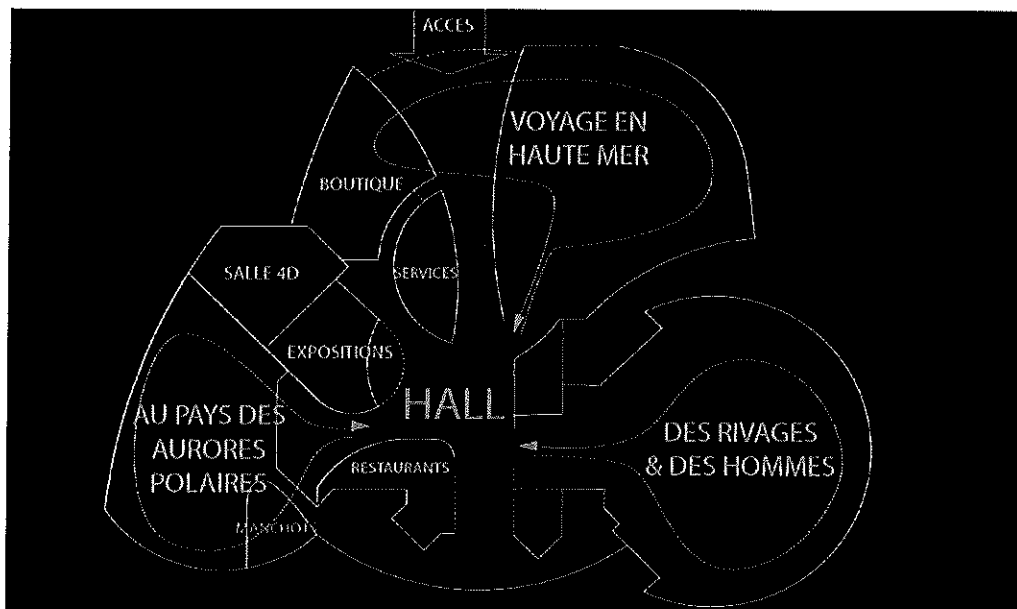 ACCES
VOYAGE EN
HAUTE MER
BOUTIQUE
SALLE 4D
SERVICES
EXPOSITIONS
HALL
AU PAYS DES
AURORES
POLAIRES
RESTAURANTS
DES RIVAGES
& DES HOMMES
MANCHOTS